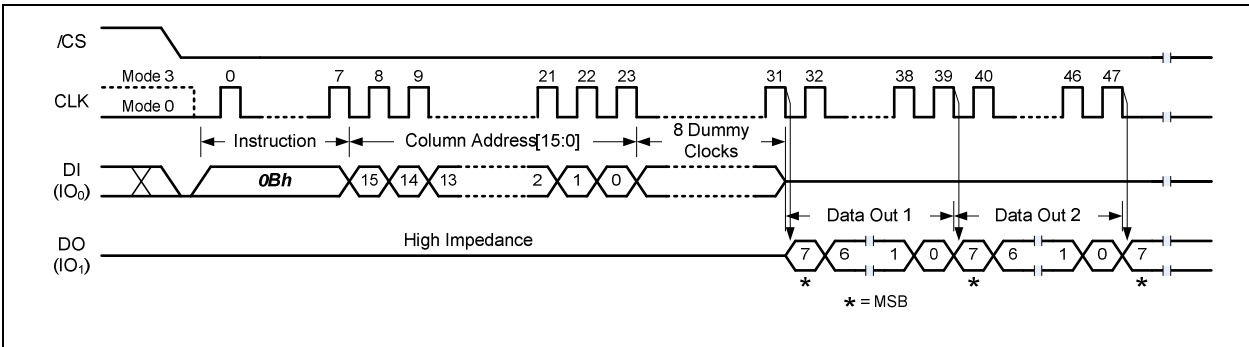 /CS
Mode 3 0 7 8 9 21 22 23 31 32 38 39 40 46 47
CLK
Mode 0
Instruction Column Address[15:0] 8 Dummy
Clocks
DI
(IO₀)
0Bh 15 14 13 2 1 0
Data Out 1 Data Out 2
DO
(IO₁)
High Impedance
7 6 1 0 7 6 1 0 7
* * *
* = MSB